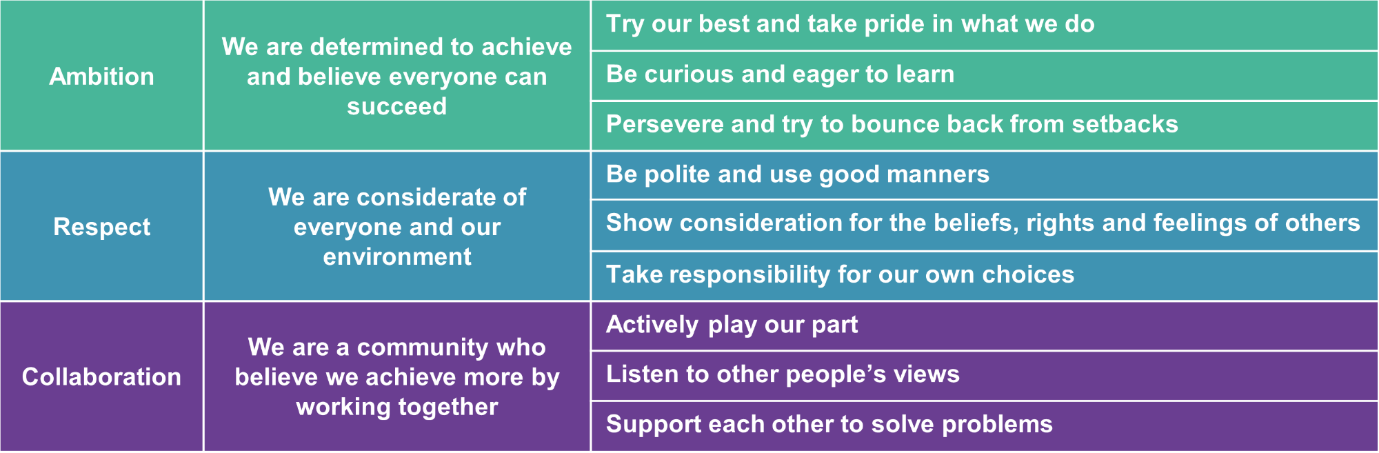 Ambition
We are determined to achieve
and believe everyone can
succeed
Try our best and take pride in what we do
Be curious and eager to learn
Persevere and try to bounce back from setbacks
Respect
We are considerate of
everyone and our
environment
Be polite and use good manners
Show consideration for the beliefs, rights and feelings of others
Take responsibility for our own choices
Collaboration
We are a community who
believe we achieve more by
working together
Actively play our part
Listen to other people’s views
Support each other to solve problems